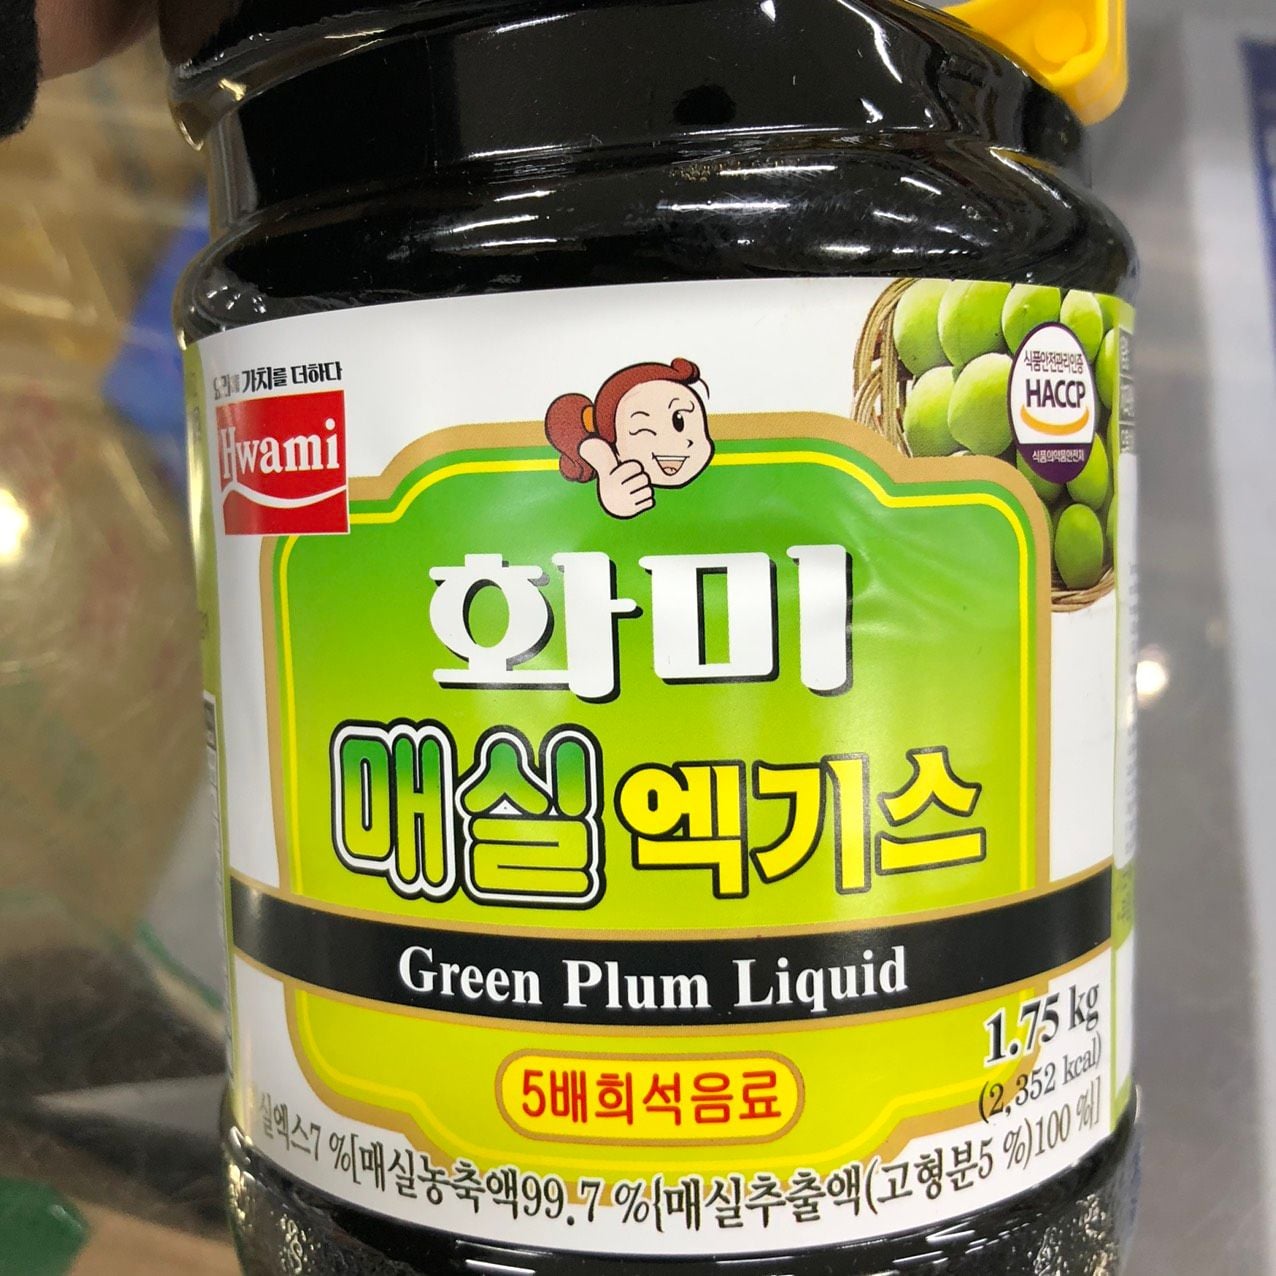 가치를 더하다
Hwami
식품안전관리인증
HACCP
식품의약품안전처
화미
매실 엑기스
Green Plum Liquid
1.75 kg
(2,352 kcal)
5배희석음료
실엑스7 %[매실농축액99.7 %{매실추출액(고형분5 %)100 %}]